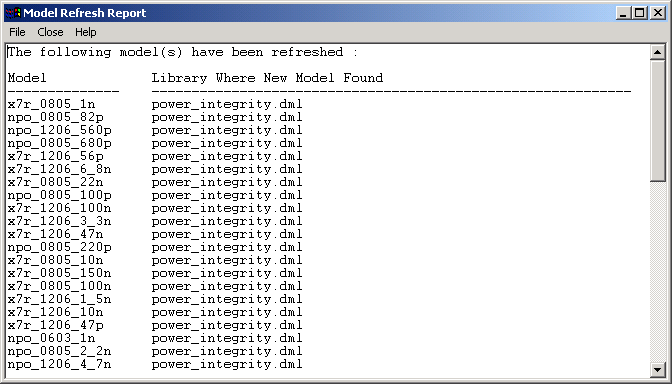 Model Refresh Report
File Close Help
The following model(s) have been refreshed :
Model Library Where New Model Found
-------------- ------------------------------------------------------------
x7r_0805_1n power_integrity.dml
npo_0805_82p power_integrity.dml
npo_1206_560p power_integrity.dml
npo_0805_680p power_integrity.dml
x7r_1206_56p power_integrity.dml
x7r_1206_6_8n power_integrity.dml
x7r_0805_22n power_integrity.dml
npo_0805_100p power_integrity.dml
x7r_1206_100n power_integrity.dml
x7r_1206_3_3n power_integrity.dml
x7r_1206_47n power_integrity.dml
npo_0805_220p power_integrity.dml
x7r_0805_10n power_integrity.dml
x7r_0805_150n power_integrity.dml
x7r_0805_100n power_integrity.dml
x7r_1206_1_5n power_integrity.dml
x7r_1206_10n power_integrity.dml
x7r_1206_47p power_integrity.dml
npo_0603_1n power_integrity.dml
npo_0805_2_2n power_integrity.dml
npo_1206_4_7n power_integrity.dml